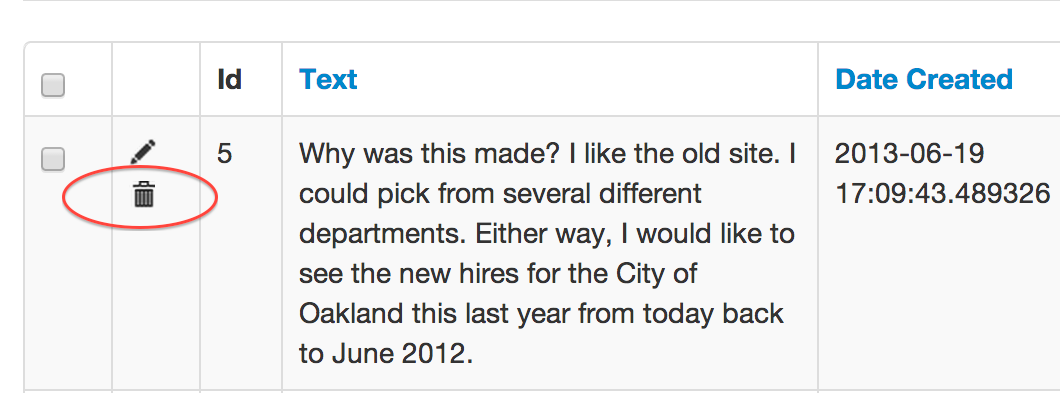 Id Text Date Created
5 Why was this made? I like the old site. I 2013-06-19
could pick from several different 17:09:43.489326
departments. Either way, I would like to
see the new hires for the City of
Oakland this last year from today back
to June 2012.